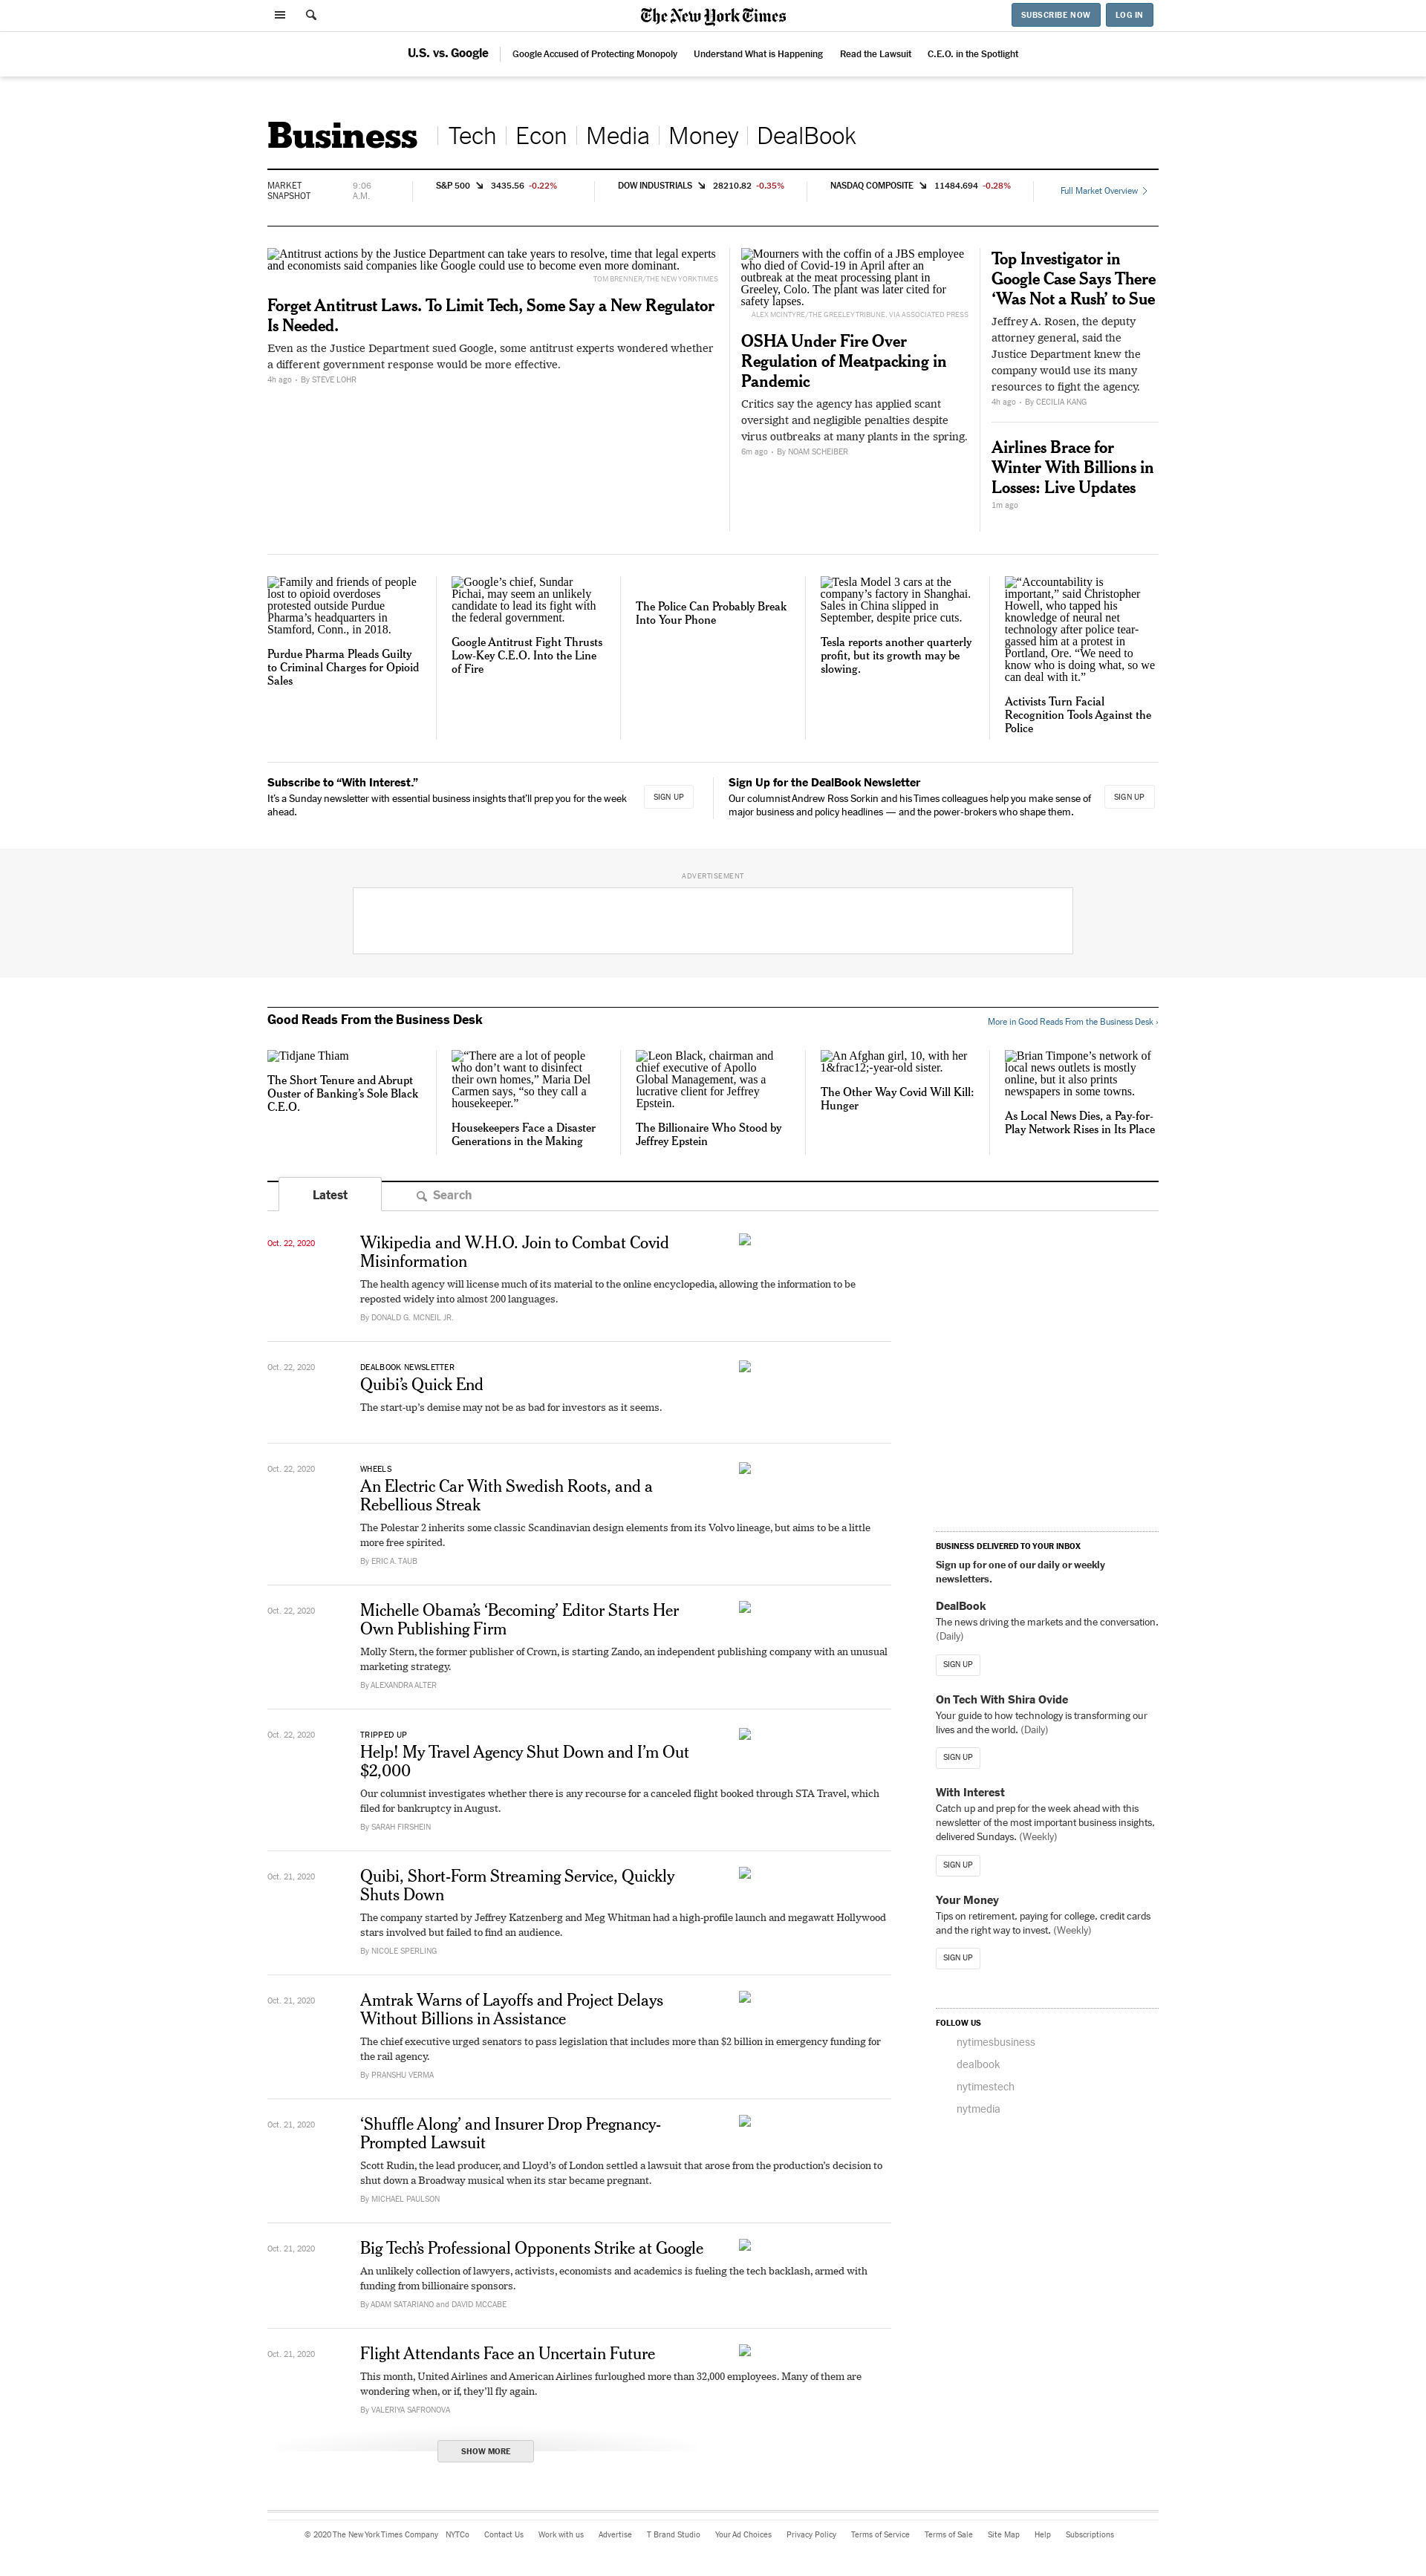 The New York Times
SUBSCRIBE NOW
LOG IN
U.S. vs. Google
Google Accused of Protecting Monopoly
Understand What is Happening
Read the Lawsuit
C.E.O. in the Spotlight
Business
Tech
Econ
Media
Money
DealBook
MARKET
SNAPSHOT
9:06
A.M.
S&P 500 3435.56 -0.22%
DOW INDUSTRIALS 28210.82 -0.35%
NASDAQ COMPOSITE 11484.694 -0.28%
Full Market Overview
Antitrust actions by the Justice Department can take years to resolve, time that legal experts
and economists said companies like Google could use to become even more dominant.
TOM BRENNER/THE NEW YORK TIMES
Forget Antitrust Laws. To Limit Tech, Some Say a New Regulator
Is Needed.
Even as the Justice Department sued Google, some antitrust experts wondered whether
a different government response would be more effective.
4h ago • By STEVE LOHR
Mourners with the coffin of a JBS employee
who died of Covid-19 in April after an
outbreak at the meat processing plant in
Greeley, Colo. The plant was later cited for
safety lapses.
ALEX MCINTYRE/THE GREELEY TRIBUNE, VIA ASSOCIATED PRESS
OSHA Under Fire Over
Regulation of Meatpacking in
Pandemic
Critics say the agency has applied scant
oversight and negligible penalties despite
virus outbreaks at many plants in the spring.
6m ago • By NOAM SCHEIBER
Top Investigator in
Google Case Says There
‘Was Not a Rush’ to Sue
Jeffrey A. Rosen, the deputy
attorney general, said the
Justice Department knew the
company would use its many
resources to fight the agency.
4h ago • By CECILIA KANG
Airlines Brace for
Winter With Billions in
Losses: Live Updates
1m ago
Family and friends of people
lost to opioid overdoses
protested outside Purdue
Pharma’s headquarters in
Stamford, Conn., in 2018.
Purdue Pharma Pleads Guilty
to Criminal Charges for Opioid
Sales
Google’s chief, Sundar
Pichai, may seem an unlikely
candidate to lead its fight with
the federal government.
Google Antitrust Fight Thrusts
Low-Key C.E.O. Into the Line
of Fire
The Police Can Probably Break
Into Your Phone
Tesla Model 3 cars at the
company’s factory in Shanghai.
Sales in China slipped in
September, despite price cuts.
Tesla reports another quarterly
profit, but its growth may be
slowing.
“Accountability is
important,” said Christopher
Howell, who tapped his
knowledge of neural net
technology after police tear-
gassed him at a protest in
Portland, Ore. “We need to
know who is doing what, so we
can deal with it.”
Activists Turn Facial
Recognition Tools Against the
Police
Subscribe to “With Interest.”
It’s a Sunday newsletter with essential business insights that’ll prep you for the week
ahead.
SIGN UP
Sign Up for the DealBook Newsletter
Our columnist Andrew Ross Sorkin and his Times colleagues help you make sense of
major business and policy headlines — and the power-brokers who shape them.
SIGN UP
ADVERTISEMENT
Good Reads From the Business Desk
More in Good Reads From the Business Desk ›
Tidjane Thiam
The Short Tenure and Abrupt
Ouster of Banking’s Sole Black
C.E.O.
“There are a lot of people
who don’t want to disinfect
their own homes,” Maria Del
Carmen says, “so they call a
housekeeper.”
Housekeepers Face a Disaster
Generations in the Making
Leon Black, chairman and
chief executive of Apollo
Global Management, was a
lucrative client for Jeffrey
Epstein.
The Billionaire Who Stood by
Jeffrey Epstein
An Afghan girl, 10, with her
1&frac12;-year-old sister.
The Other Way Covid Will Kill:
Hunger
Brian Timpone’s network of
local news outlets is mostly
online, but it also prints
newspapers in some towns.
As Local News Dies, a Pay-for-
Play Network Rises in Its Place
Latest
Search
Oct. 22, 2020
Wikipedia and W.H.O. Join to Combat Covid
Misinformation
The health agency will license much of its material to the online encyclopedia, allowing the information to be
reposted widely into almost 200 languages.
By DONALD G. MCNEIL JR.
Oct. 22, 2020
DEALBOOK NEWSLETTER
Quibi’s Quick End
The start-up’s demise may not be as bad for investors as it seems.
Oct. 22, 2020
WHEELS
An Electric Car With Swedish Roots, and a
Rebellious Streak
The Polestar 2 inherits some classic Scandinavian design elements from its Volvo lineage, but aims to be a little
more free spirited.
By ERIC A. TAUB
Oct. 22, 2020
Michelle Obama’s ‘Becoming’ Editor Starts Her
Own Publishing Firm
Molly Stern, the former publisher of Crown, is starting Zando, an independent publishing company with an unusual
marketing strategy.
By ALEXANDRA ALTER
Oct. 22, 2020
TRIPPED UP
Help! My Travel Agency Shut Down and I’m Out
$2,000
Our columnist investigates whether there is any recourse for a canceled flight booked through STA Travel, which
filed for bankruptcy in August.
By SARAH FIRSHEIN
Oct. 21, 2020
Quibi, Short-Form Streaming Service, Quickly
Shuts Down
The company started by Jeffrey Katzenberg and Meg Whitman had a high-profile launch and megawatt Hollywood
stars involved but failed to find an audience.
By NICOLE SPERLING
Oct. 21, 2020
Amtrak Warns of Layoffs and Project Delays
Without Billions in Assistance
The chief executive urged senators to pass legislation that includes more than $2 billion in emergency funding for
the rail agency.
By PRANSHU VERMA
Oct. 21, 2020
‘Shuffle Along’ and Insurer Drop Pregnancy-
Prompted Lawsuit
Scott Rudin, the lead producer, and Lloyd’s of London settled a lawsuit that arose from the production’s decision to
shut down a Broadway musical when its star became pregnant.
By MICHAEL PAULSON
Oct. 21, 2020
Big Tech’s Professional Opponents Strike at Google
An unlikely collection of lawyers, activists, economists and academics is fueling the tech backlash, armed with
funding from billionaire sponsors.
By ADAM SATARIANO and DAVID MCCABE
Oct. 21, 2020
Flight Attendants Face an Uncertain Future
This month, United Airlines and American Airlines furloughed more than 32,000 employees. Many of them are
wondering when, or if, they’ll fly again.
By VALERIYA SAFRONOVA
SHOW MORE
BUSINESS DELIVERED TO YOUR INBOX
Sign up for one of our daily or weekly
newsletters.
DealBook
The news driving the markets and the conversation.
(Daily)
SIGN UP
On Tech With Shira Ovide
Your guide to how technology is transforming our
lives and the world. (Daily)
SIGN UP
With Interest
Catch up and prep for the week ahead with this
newsletter of the most important business insights,
delivered Sundays. (Weekly)
SIGN UP
Your Money
Tips on retirement, paying for college, credit cards
and the right way to invest. (Weekly)
SIGN UP
FOLLOW US
nytimesbusiness
dealbook
nytimestech
nytmedia
© 2020 The New York Times Company NYTCo Contact Us Work with us Advertise T Brand Studio Your Ad Choices Privacy Policy Terms of Service Terms of Sale Site Map Help Subscriptions